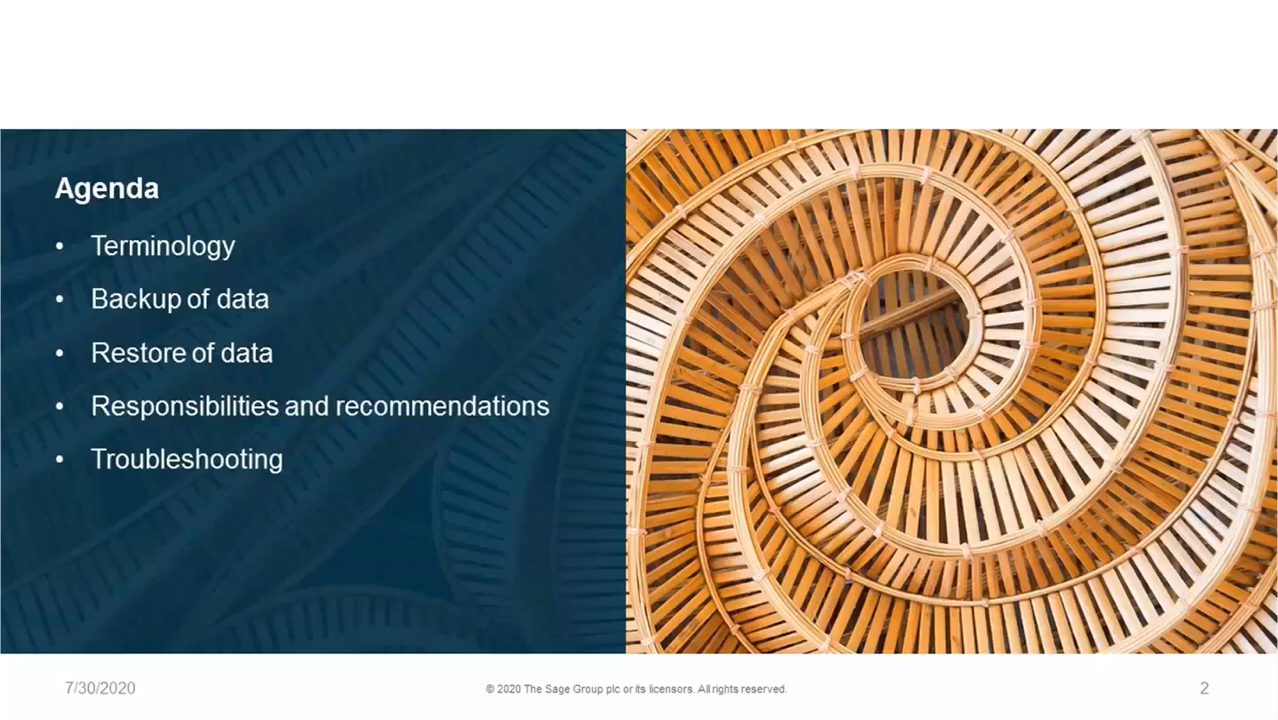 Agenda
• Terminology
• Backup of data
• Restore of data
• Responsibilities and recommendations
• Troubleshooting
7/30/2020
© 2020 The Sage Group plc or its licensors. All rights reserved.
2